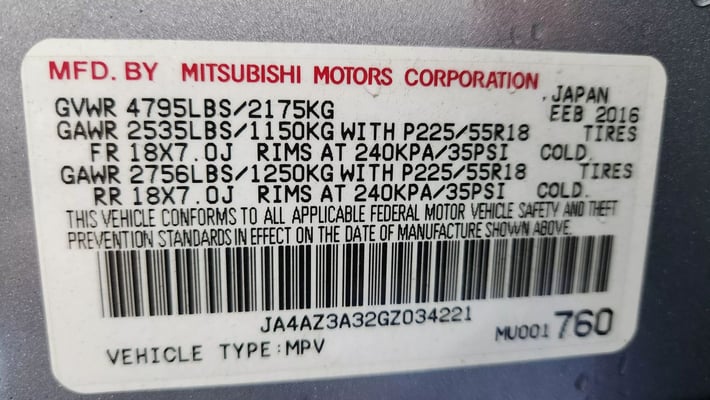 MFD. BY MITSUBISHI MOTORS CORPORATION
JAPAN
GVWR 4795LBS/2175KG FEB 2016
GAWR 2535LBS/1150KG WITH P225/55R18 TIRES
FR 18X7.0J RIMS AT 240KPA/35PSI COLD.
GAWR 2756LBS/1250KG WITH P225/55R18 TIRES
RR 18X7.0J RIMS AT 240KPA/35PSI COLD.
THIS VEHICLE CONFORMS TO ALL APPLICABLE FEDERAL MOTOR VEHICLE SAFETY AND THEFT
PREVENTION STANDARDS IN EFFECT ON THE DATE OF MANUFACTURE SHOWN ABOVE.
JA4AZ3A32GZ034221
VEHICLE TYPE:MPV MU001760